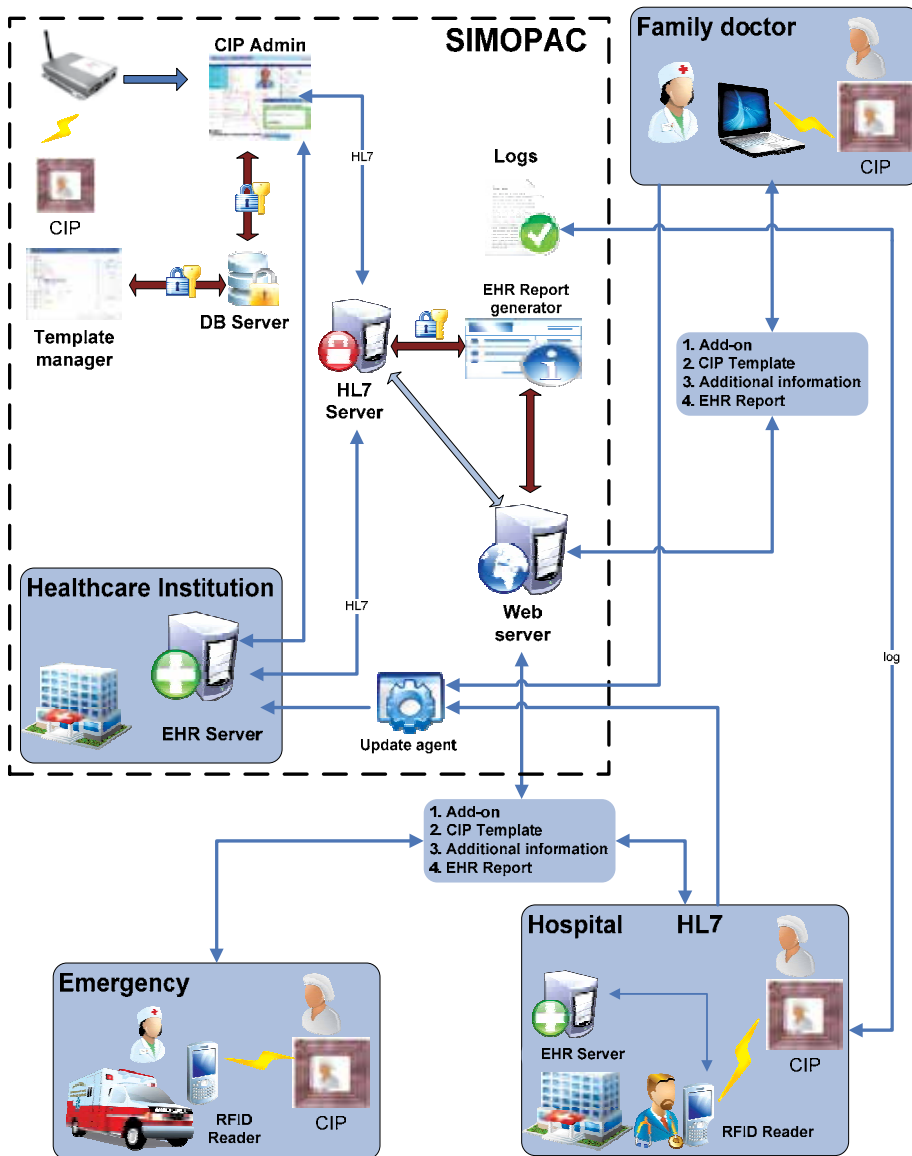 SIMOPAC
CIP Admin
HL7
CIP
Template
manager
DB Server
Logs
EHR Report
generator
HL7
Server
Web
server
HL7
Healthcare Institution
EHR Server
Update agent
Family doctor
CIP
1. Add-on
2. CIP Template
3. Additional information
4. EHR Report
log
1. Add-on
2. CIP Template
3. Additional information
4. EHR Report
Emergency
RFID
Reader
CIP
Hospital HL7
EHR Server
CIP
RFID Reader